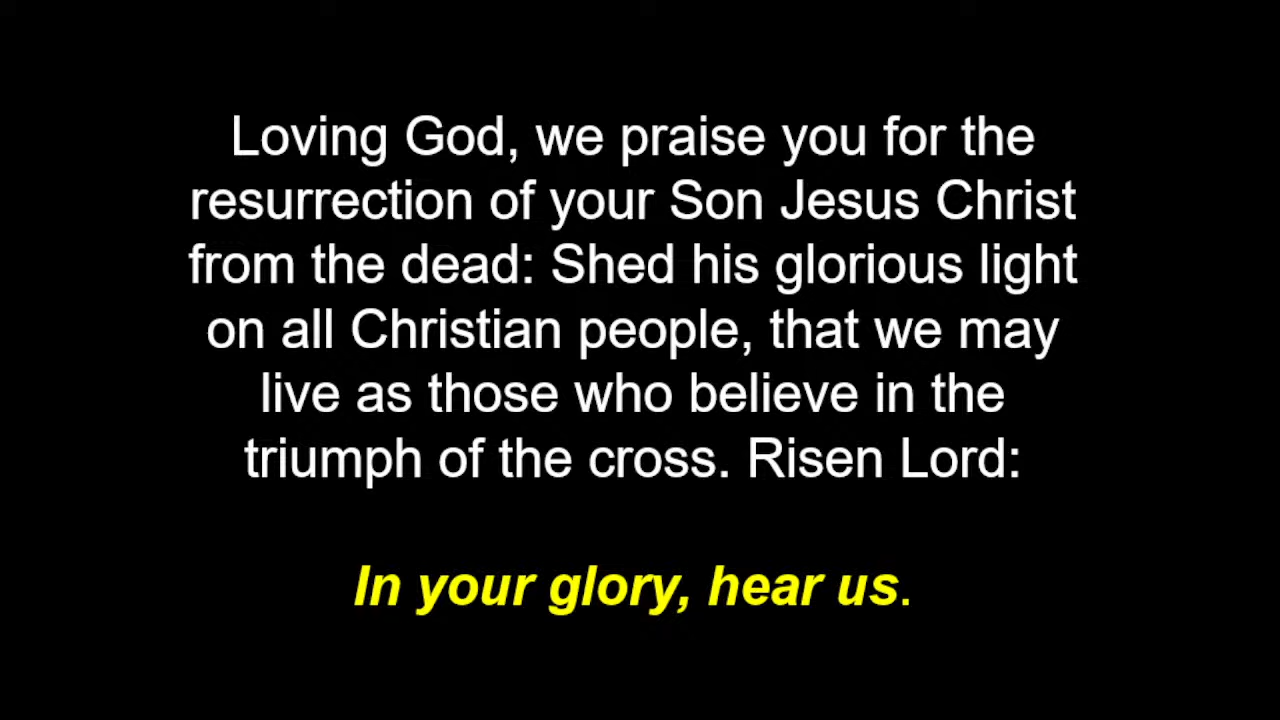 Loving God, we praise you for the
resurrection of your Son Jesus Christ
from the dead: Shed his glorious light
on all Christian people, that we may
live as those who believe in the
triumph of the cross. Risen Lord:
In your glory, hear us.